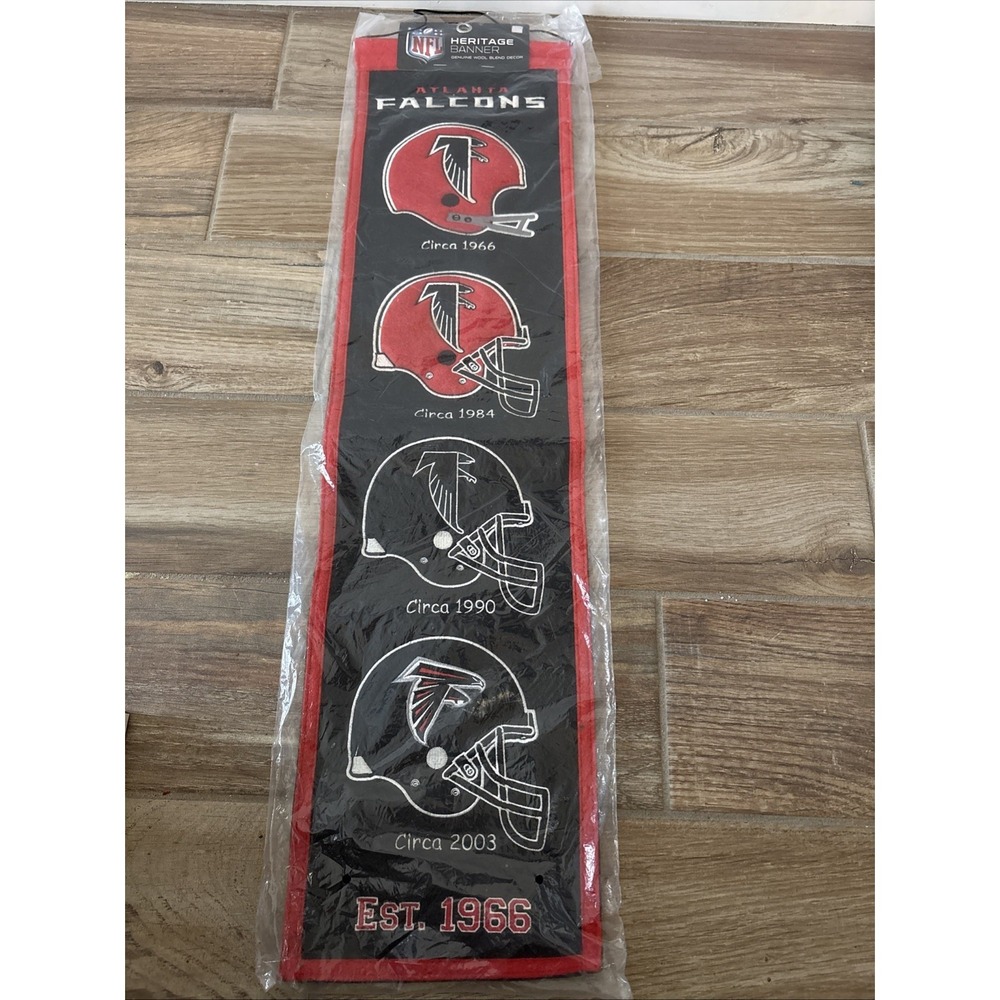 NFL
HERITAGE
BANNER
GENUINE WOOL BLEND DECOR
ATLANTA
FALCONS
Circa 1966
Circa 1984
Circa 1990
Circa 2003
EST. 1966